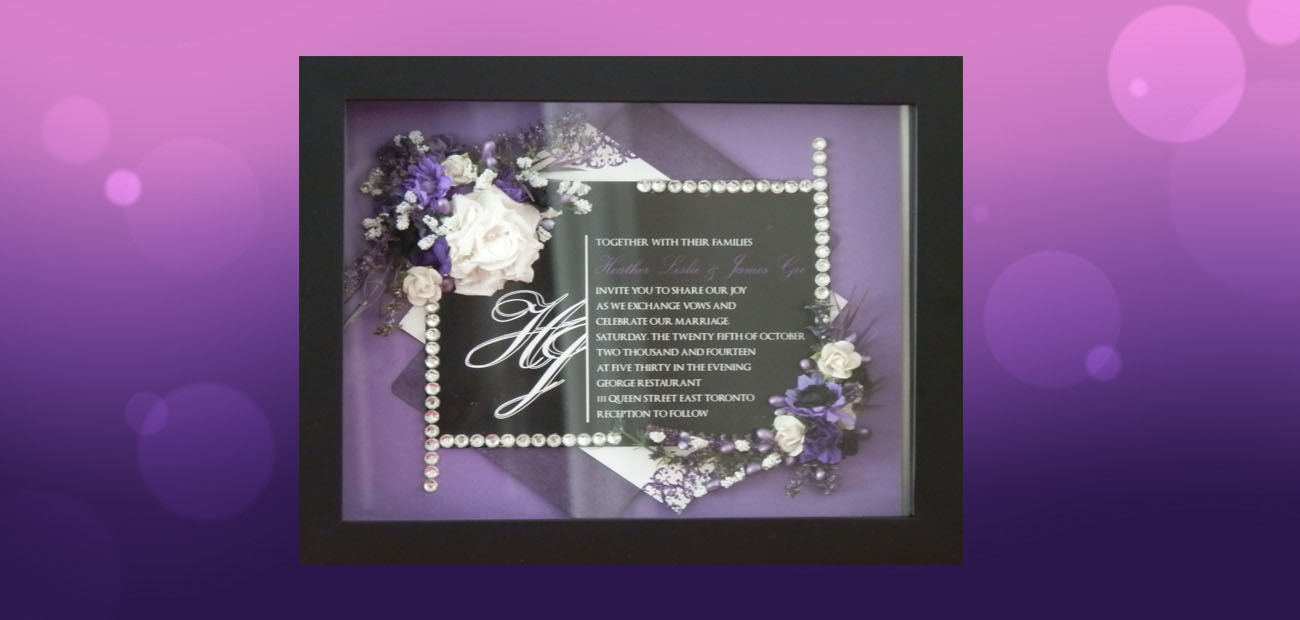 HJ
TOGETHER WITH THEIR FAMILIES
Heather Leslie & James Gee
INVITE YOU TO SHARE OUR JOY
AS WE EXCHANGE VOWS AND
CELEBRATE OUR MARRIAGE
SATURDAY. THE TWENTY FIFTH OF OCTOBER
TWO THOUSAND AND FOURTEEN
AT FIVE THIRTY IN THE EVENING
GEORGE RESTAURANT
111 QUEEN STREET EAST TORONTO
RECEPTION TO FOLLOW